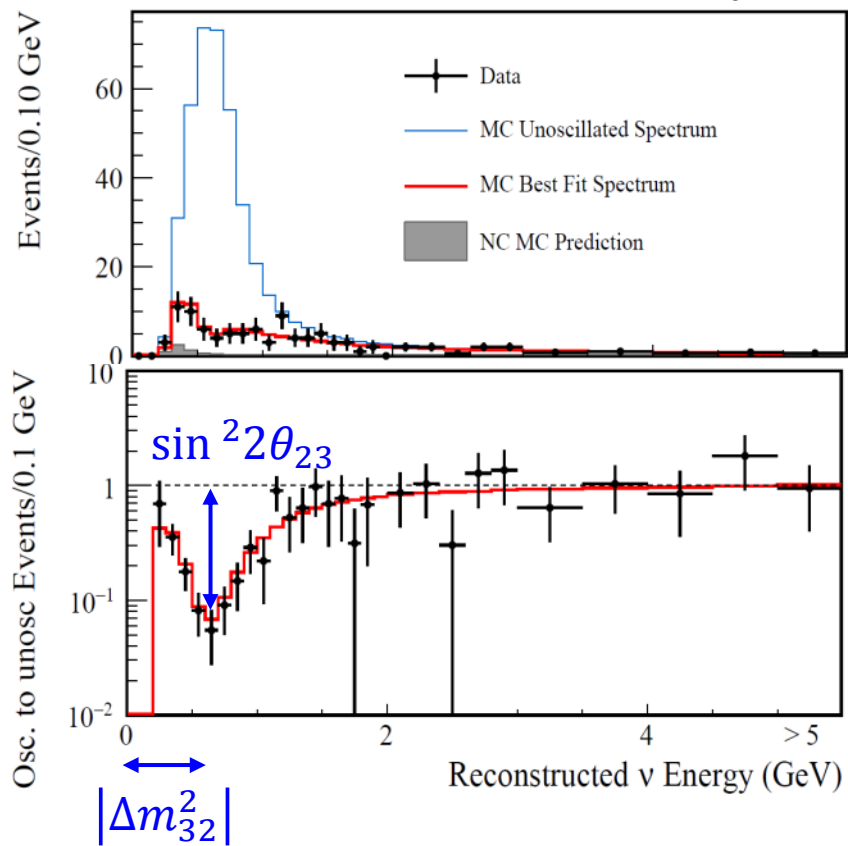 Events/0.10 GeV
60
40
20
0
Data
MC Unoscillated Spectrum
MC Best Fit Spectrum
NC MC Prediction
Osc. to unosc Events/0.1 GeV
10
1
10⁻¹
10⁻²
sin ²2θ₂₃
0
2
4
> 5
Reconstructed ν Energy (GeV)
|Δm²₃₂|